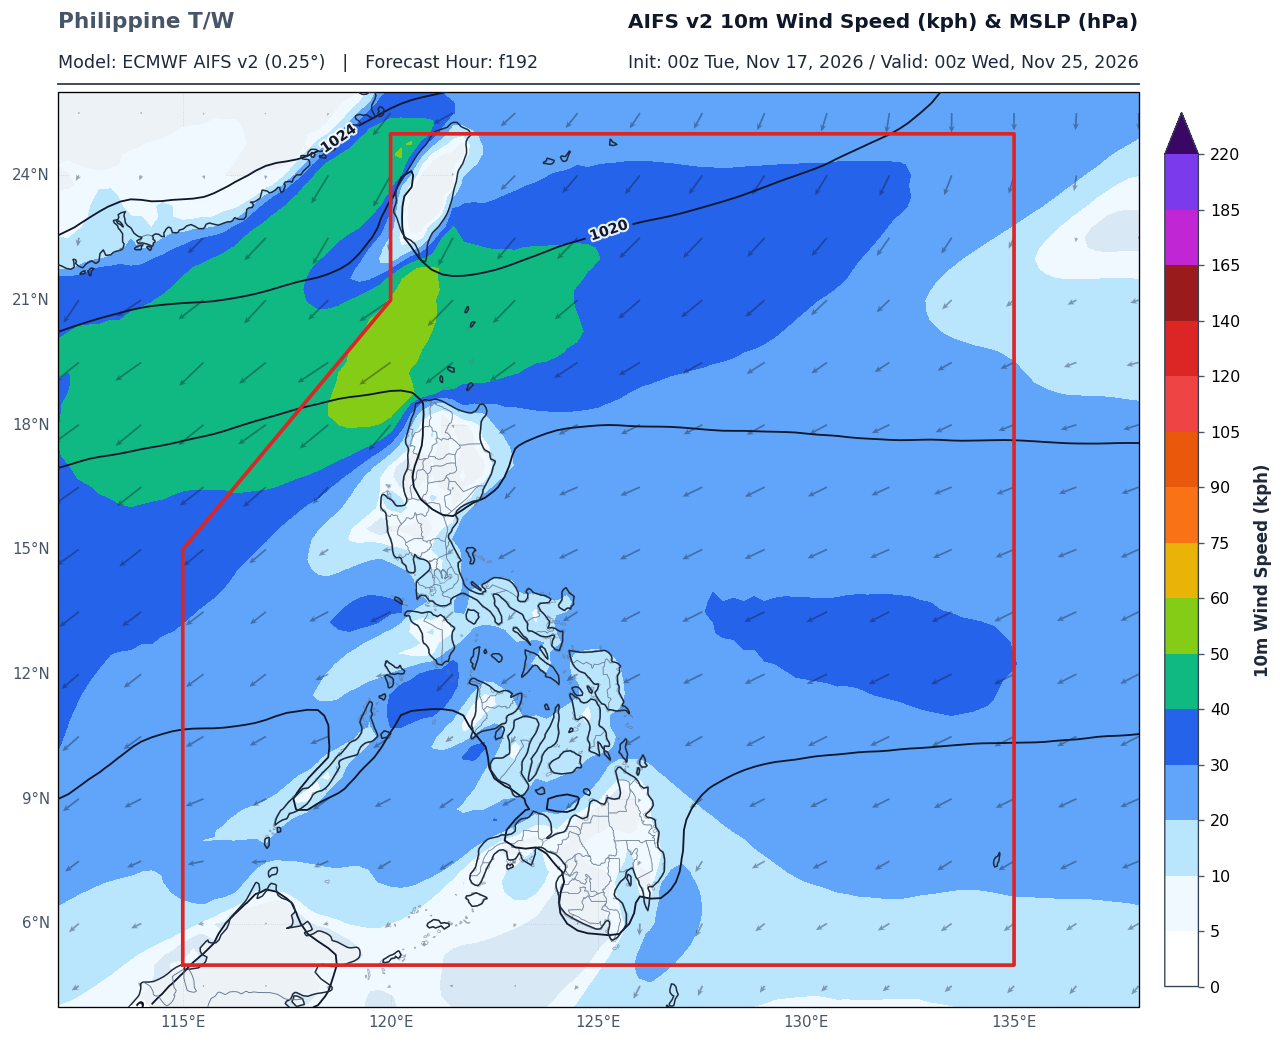 Philippine T/W
AIFS v2 10m Wind Speed (kph) & MSLP (hPa)
Model: ECMWF AIFS v2 (0.25°) | Forecast Hour: f192
Init: 00z Tue, Nov 17, 2026 / Valid: 00z Wed, Nov 25, 2026
1024
1020
24°N
21°N
18°N
15°N
12°N
9°N
6°N
115°E
120°E
125°E
130°E
135°E
220
185
165
140
120
105
90
75
60
50
40
30
20
10
5
0
10m Wind Speed (kph)